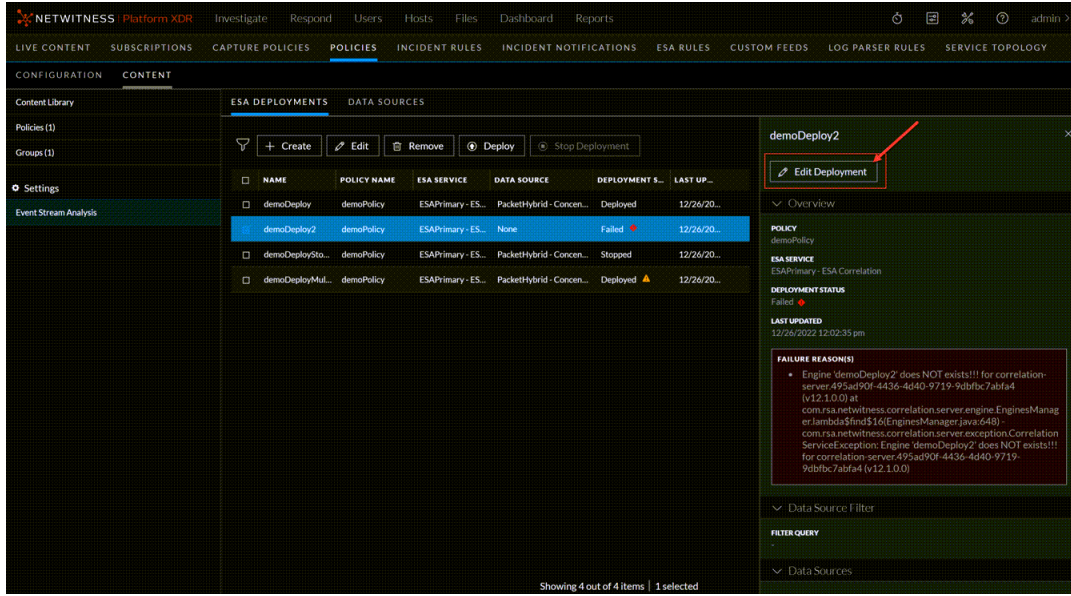 NETWITNESS | Platform XDR Investigate Respond Users Hosts Files Dashboard Reports admin >
LIVE CONTENT SUBSCRIPTIONS CAPTURE POLICIES POLICIES INCIDENT RULES INCIDENT NOTIFICATIONS ESA RULES CUSTOM FEEDS LOG PARSER RULES SERVICE TOPOLOGY
CONFIGURATION CONTENT
Content Library
Policies (1)
Groups (1)
Settings
Event Stream Analysis
ESA DEPLOYMENTS DATA SOURCES
+ Create Edit Remove Deploy Stop Deployment
NAME POLICY NAME ESA SERVICE DATA SOURCE DEPLOYMENT S... LAST UP...
demoDeploy demoPolicy ESAPrimary - ES... PacketHybrid - Concen... Deployed 12/26/20...
demoDeploy2 demoPolicy ESAPrimary - ES... None Failed 12/26/20...
demoDeploySto... demoPolicy ESAPrimary - ES... PacketHybrid - Concen... Stopped 12/26/20...
demoDeployMul... demoPolicy ESAPrimary - ES... PacketHybrid - Concen... Deployed 12/26/20...
Showing 4 out of 4 items | 1 selected
demoDeploy2
Edit Deployment
Overview
POLICY
demoPolicy
ESA SERVICE
ESAPrimary - ESA Correlation
DEPLOYMENT STATUS
Failed
LAST UPDATED
12/26/2022 12:02:35 pm
FAILURE REASON(S)
• Engine 'demoDeploy2' does NOT exists!!! for correlation-
server.495ad90f-4436-4d40-9719-9dbfbc7abfa4
(v12.1.0.0) at
com.rsa.netwitness.correlation.server.engine.EnginesManag
er.lambda$find$16(EnginesManager.java:648) -
com.rsa.netwitness.correlation.server.exception.Correlation
ServiceException: Engine 'demoDeploy2' does NOT exists!!!
for correlation-server.495ad90f-4436-4d40-9719-
9dbfbc7abfa4 (v12.1.0.0)
Data Source Filter
FILTER QUERY
-
Data Sources